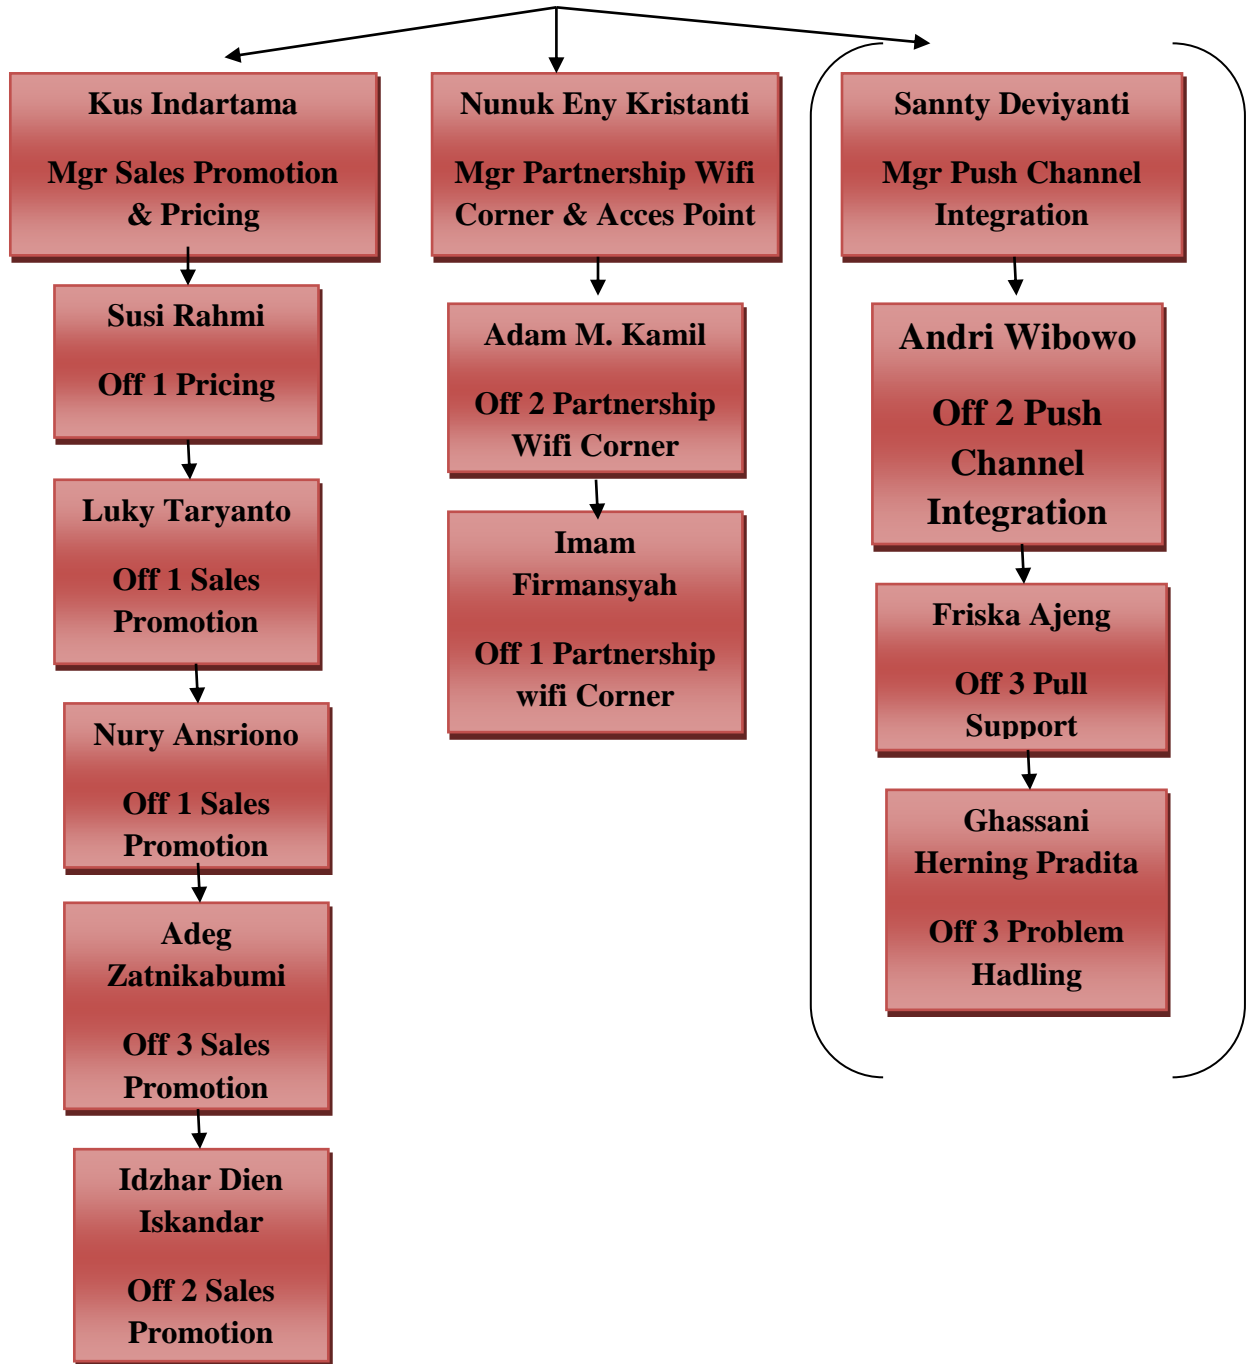 Kus Indartama
Mgr Sales Promotion
& Pricing
Susi Rahmi
Off 1 Pricing
Luky Taryanto
Off 1 Sales
Promotion
Nury Ansriono
Off 1 Sales
Promotion
Adeg
Zatnikabumi
Off 3 Sales
Promotion
Idzhar Dien
Iskandar
Off 2 Sales
Promotion
Nunuk Eny Kristanti
Mgr Partnership Wifi
Corner & Acces Point
Adam M. Kamil
Off 2 Partnership
Wifi Corner
Imam
Firmansyah
Off 1 Partnership
wifi Corner
Sannty Deviyanti
Mgr Push Channel
Integration
Andri Wibowo
Off 2 Push
Channel
Integration
Friska Ajeng
Off 3 Pull
Support
Ghassani
Herning Pradita
Off 3 Problem
Hadling